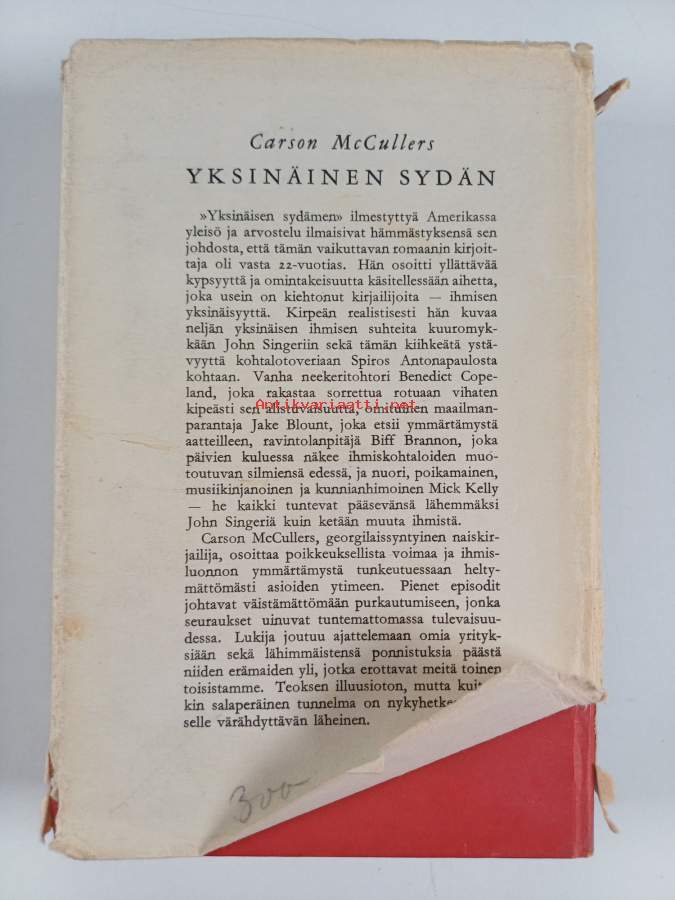 Carson McCullers
YKSINÄINEN SYDÄN
»Yksinäisen sydämen» ilmestyttyä Amerikassa
yleisö ja arvostelu ilmaisivat hämmästyksensä sen
johdosta, että tämän vaikuttavan romaanin kirjoit-
taja oli vasta 22-vuotias. Hän osoitti yllättävää
kypsyyttä ja omintakeisuutta käsitellessään aihetta,
joka usein on kiehtonut kirjailijoita — ihmisen
yksinäisyyttä. Kirpeän realistisesti hän kuvaa
neljän yksinäisen ihmisen suhteita kuuromyk-
kään John Singeriin sekä tämän kiihkeätä ystä-
vyyttä kohtalotoveriaan Spiros Antonapaulosta
kohtaan. Vanha neekeritohtori Benedict Cope-
land, joka rakastaa sorrettua rotuaan vihaten
Antikvariaatti.net
kipeästi sen alistuvaisuutta, omituinen maailman-
parantaja Jake Blount, joka etsii ymmärtämystä
aatteilleen, ravintolanpitäjä Biff Brannon, joka
päivien kuluessa näkee ihmiskohtaloiden muo-
toutuvan silmiensä edessä, ja nuori, poikamainen,
musiikinjanoinen ja kunnianhimoinen Mick Kelly
— he kaikki tuntevat pääsevänsä lähemmäksi
John Singeriä kuin ketään muuta ihmistä.
Carson McCullers, georgilaissyntyinen naiskir-
jailija, osoittaa poikkeuksellista voimaa ja ihmis-
luonnon ymmärtämystä tunkeutuessaan helty-
mättömästi asioiden ytimeen. Pienet episodit
johtavat väistämättömään purkautumiseen, jonka
seuraukset uinuvat tuntemattomassa tulevaisuu-
dessa. Lukija joutuu ajattelemaan omia yrityk-
siään sekä lähimmäistensä ponnistuksia päästä
niiden erämaiden yli, jotka erottavat meitä toinen
toisistamme. Teoksen illuusioton, mutta kui
kin salaperäinen tunnelma on nykyhetke
selle värähdyttävän läheinen.
300